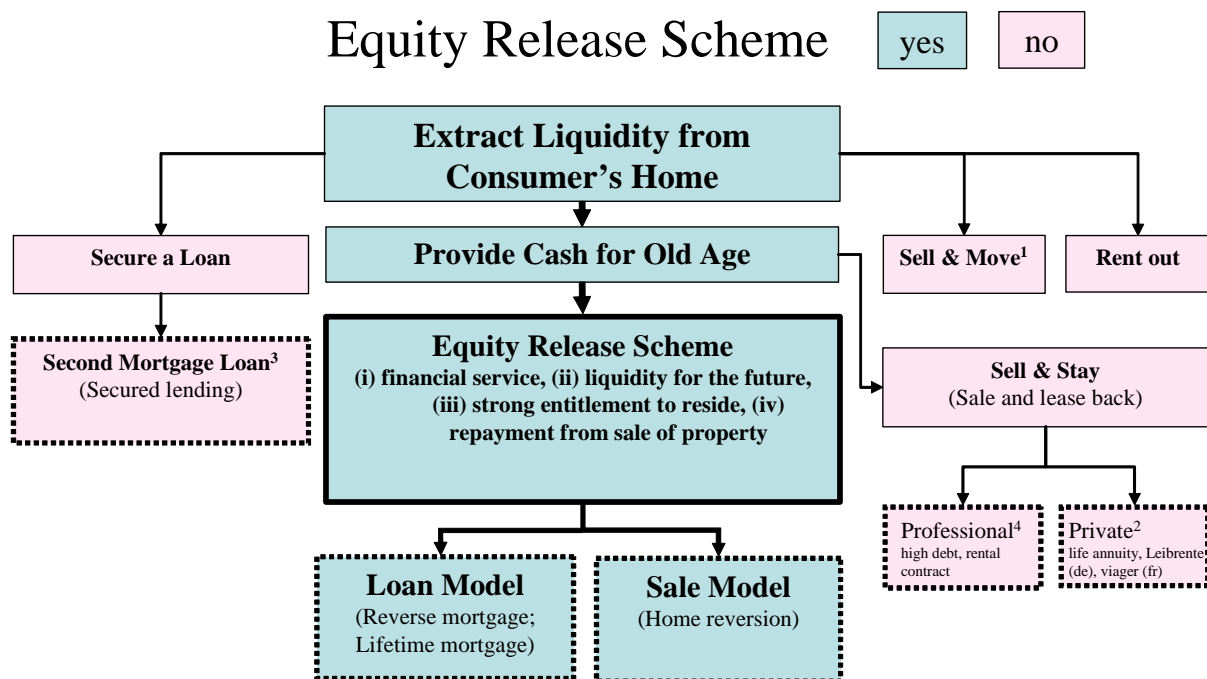 Equity Release Scheme
yes
no
Extract Liquidity from
Consumer’s Home
Secure a Loan
Provide Cash for Old Age
Sell & Move¹
Rent out
Second Mortgage Loan³
(Secured lending)
Equity Release Scheme
(i) financial service, (ii) liquidity for the future,
(iii) strong entitlement to reside, (iv)
repayment from sale of property
Sell & Stay
(Sale and lease back)
Professional⁴
high debt, rental
contract
Private²
life annuity, Leibrente
(de), viager (fr)
Loan Model
(Reverse mortgage;
Lifetime mortgage)
Sale Model
(Home reversion)